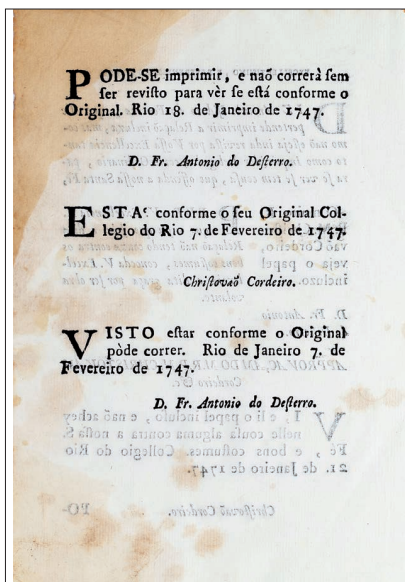 PODE-SE imprimir, e naõ correrà ſem
ſer reviſto para vèr ſe eſtá conforme o
Original. Rio 18. de Janeiro de 1747.
D. Fr. Antonio do Deſterro.
ESTA' conforme o ſeu Original Col-
legio do Rio 7. de Fevereiro de 1747.
Chriſtovaõ Cordeiro.
VISTO eſtar conforme o Original
pòde correr. Rio de Janeiro 7. de
Fevereiro de 1747.
D. Fr. Antonio do Deſterro.